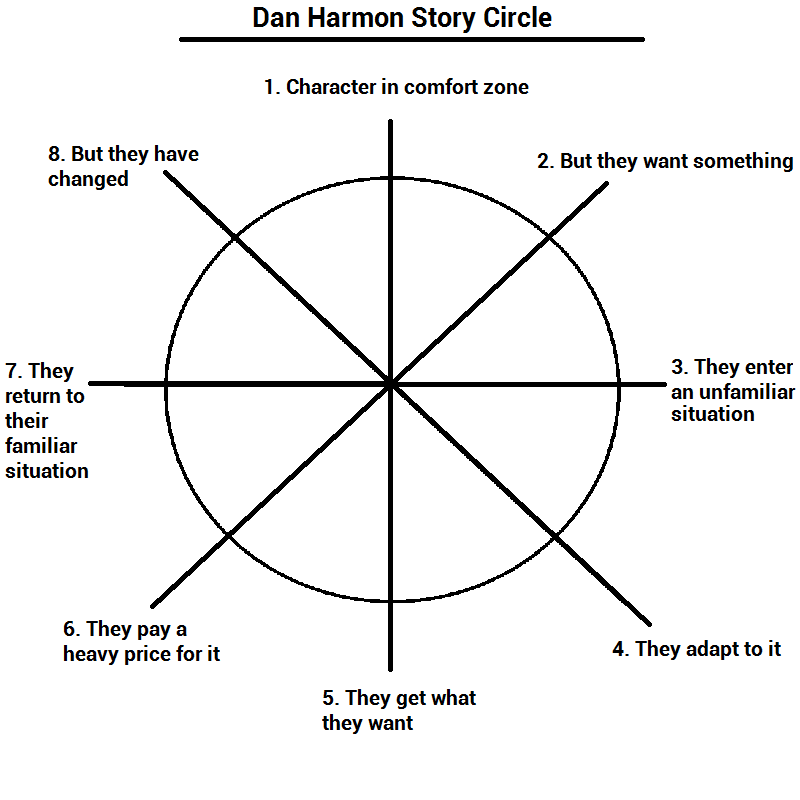 Dan Harmon Story Circle
1. Character in comfort zone
2. But they want something
3. They enter
an unfamiliar
situation
4. They adapt to it
5. They get what
they want
6. They pay a
heavy price for it
7. They
return to
their
familiar
situation
8. But they have
changed